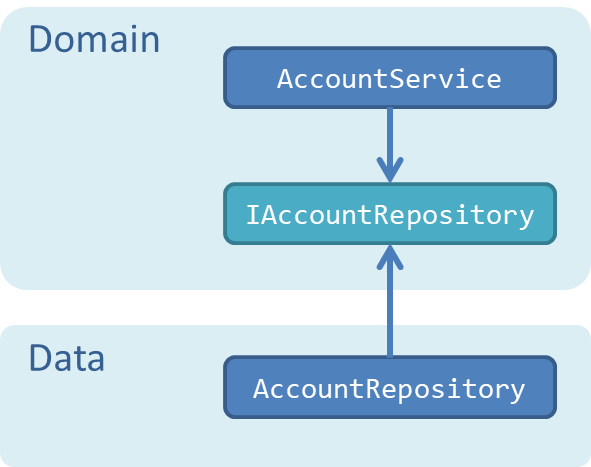 Domain
AccountService
IAccountRepository
Data
AccountRepository